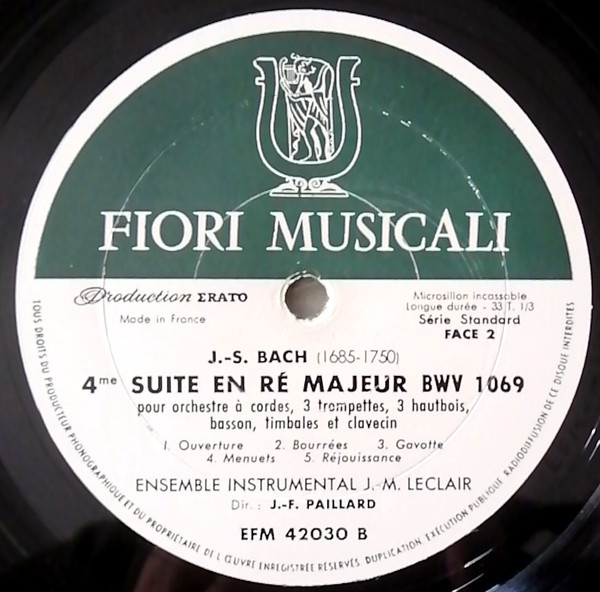 FIORI MUSICALI
Production ERATO
Made in France
Microsillon incassable
Longue durée - 33 T. 1/3
Série Standard
FACE 2
J.-S. BACH (1685-1750)
4me SUITE EN RÉ MAJEUR BWV 1069
pour orchestre à cordes, 3 trompettes, 3 hautbois,
basson, timbales et clavecin
1. Ouverture 2. Bourrées 3. Gavotte
4. Menuets 5. Réjouissance
ENSEMBLE INSTRUMENTAL J.-M. LECLAIR
Dir. : J.-F. PAILLARD
EFM 42030 B
TOUS DROITS DU PRODUCTEUR PHONOGRAPHIQUE ET DU PROPRIÉTAIRE DE L'ŒUVRE ENREGISTRÉE RÉSERVÉS. DUPLICATION, EXÉCUTION PUBLIQUE, RADIODIFFUSION DE CE DISQUE INTERDITES